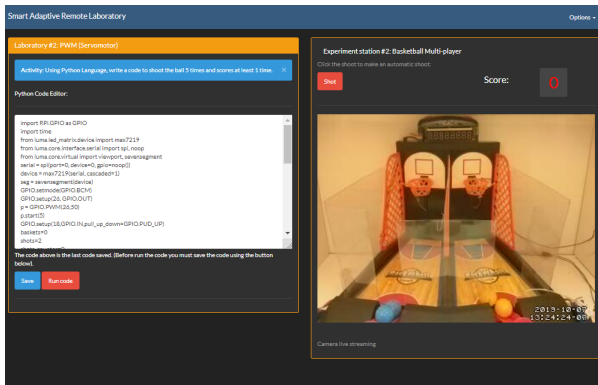 Smart Adaptive Remote Laboratory
Options
Laboratory #2: PWM (Servomotor)
Activity: Using Python Language, write a code to shoot the ball 5 times and scores at least 1 time.
×
Python Code Editor:
import RPi.GPIO as GPIO
import time
from luma.led_matrix.device import max7219
from luma.core.interface.serial import spi, noop
from luma.core.virtual import viewport, sevensegment
serial = spi(port=0, device=0, gpio=noop())
device = max7219(serial, cascaded=1)
seg = sevensegment(device)
GPIO.setmode(GPIO.BCM)
GPIO.setup(26, GPIO.OUT)
p = GPIO.PWM(26,50)
p.start(5)
GPIO.setup(18,GPIO.IN,pull_up_down=GPIO.PUD_UP)
baskets=0
shots=2
The code above is the last code saved. (Before run the code you must save the code using the button
below).
Save
Run code
Experiment station #2: Basketball Multi-player
Click the shoot to make an automatic shoot:
Shot
Score:
0
2019-10-07
13:24:24
Camera live streaming